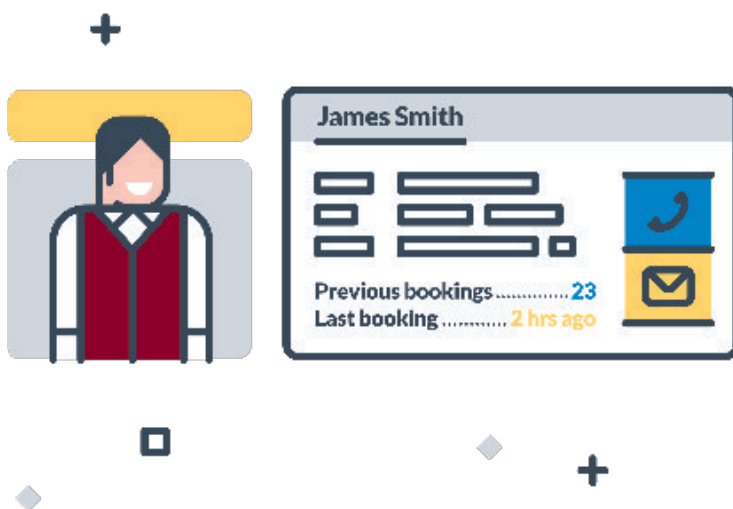 James Smith
Previous bookings.............23
Last booking............2 hrs ago